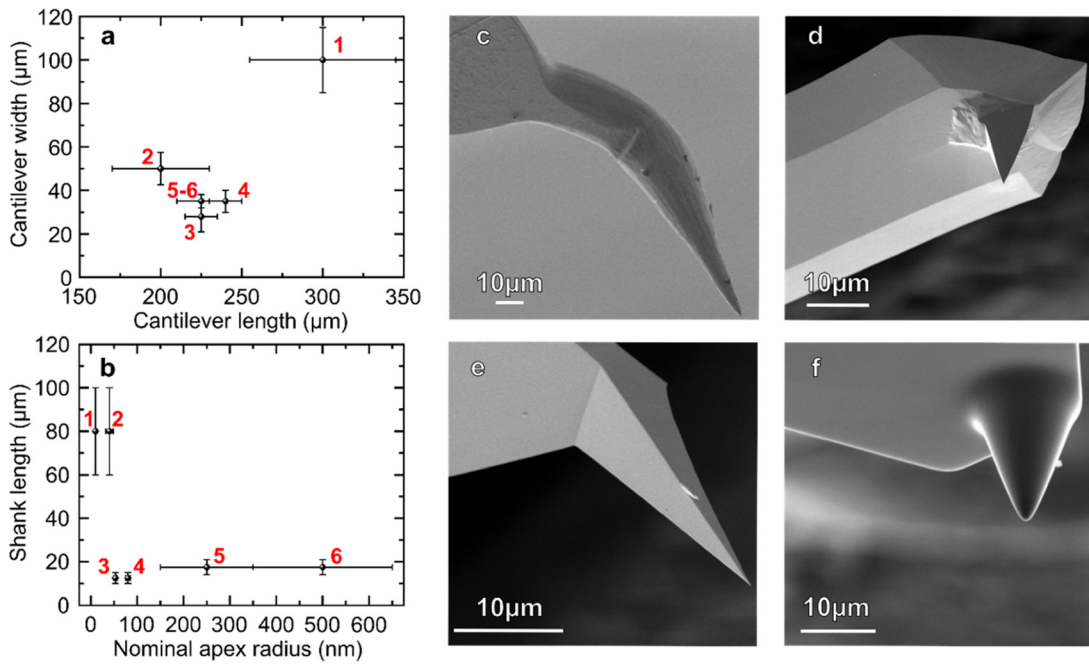 a
Cantilever width (µm)
120
100
80
60
40
20
0
1
2
5-6
4
3
150
200
250
300
350
Cantilever length (µm)
b
Shank length (µm)
120
100
80
60
40
20
0
1
2
3
4
5
6
0
100
200
300
400
500
600
Nominal apex radius (nm)
c
10µm
d
10µm
e
10µm
f
10µm